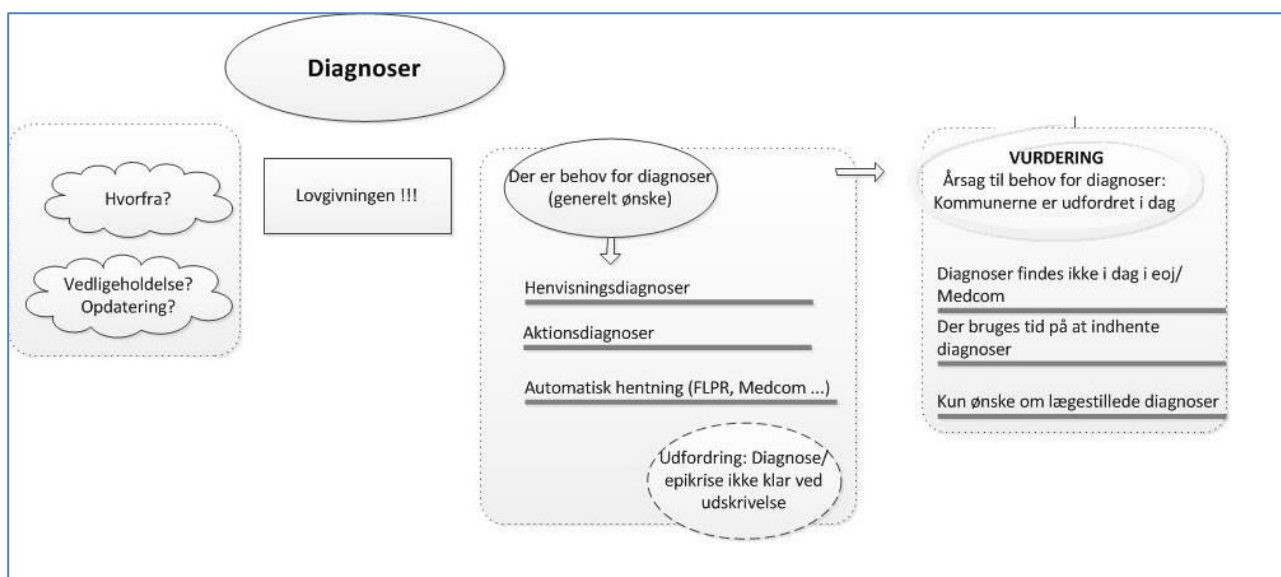 Diagnoser
Hvorfra?
Vedligeholdelse?
Opdatering?
Lovgivningen !!!
Der er behov for diagnoser
(generelt ønske)
Henvisningsdiagnoser
Aktionsdiagnoser
Automatisk hentning (FLPR, Medcom ...)
Udfordring: Diagnose/
epikrise ikke klar ved
udskrivelse
VURDERING
Årsag til behov for diagnoser:
Kommunerne er udfordret i dag
Diagnoser findes ikke i dag i eoj/
Medcom
Der bruges tid på at indhente
diagnoser
Kun ønske om lægestillede diagnoser